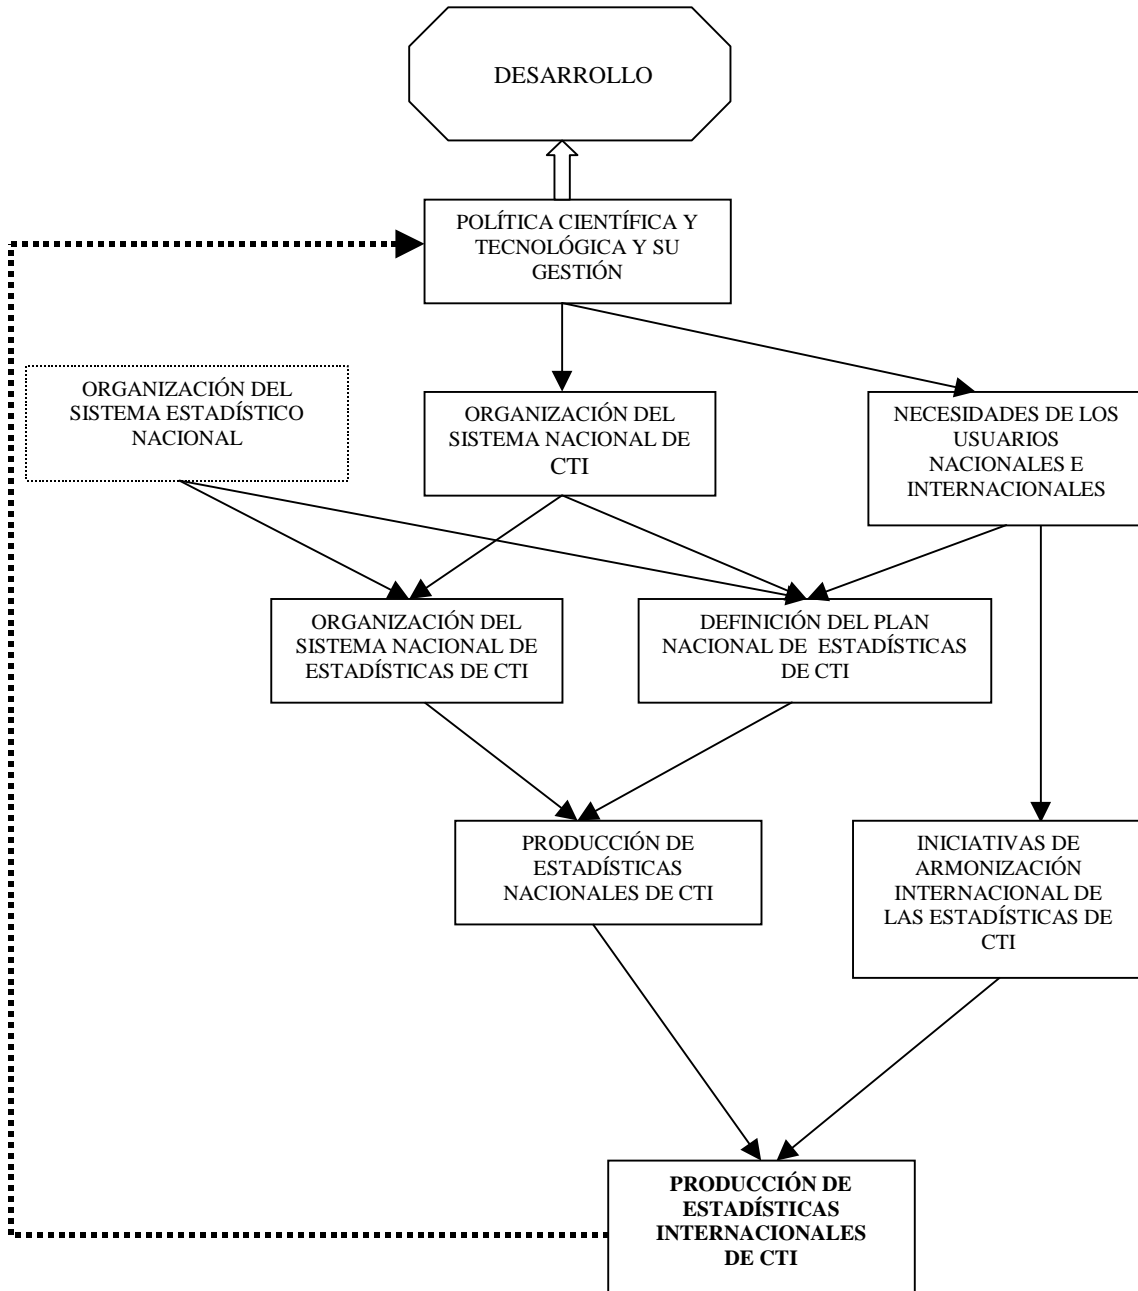 DESARROLLO
POLÍTICA CIENTÍFICA Y
TECNOLÓGICA Y SU
GESTIÓN
ORGANIZACIÓN DEL
SISTEMA ESTADÍSTICO
NACIONAL
ORGANIZACIÓN DEL
SISTEMA NACIONAL DE
CTI
NECESIDADES DE LOS
USUARIOS
NACIONALES E
INTERNACIONALES
ORGANIZACIÓN DEL
SISTEMA NACIONAL DE
ESTADÍSTICAS DE CTI
DEFINICIÓN DEL PLAN
NACIONAL DE ESTADÍSTICAS
DE CTI
PRODUCCIÓN DE
ESTADÍSTICAS
NACIONALES DE CTI
INICIATIVAS DE
ARMONIZACIÓN
INTERNACIONAL DE
LAS ESTADÍSTICAS DE
CTI
PRODUCCIÓN DE
ESTADÍSTICAS
INTERNACIONALES
DE CTI